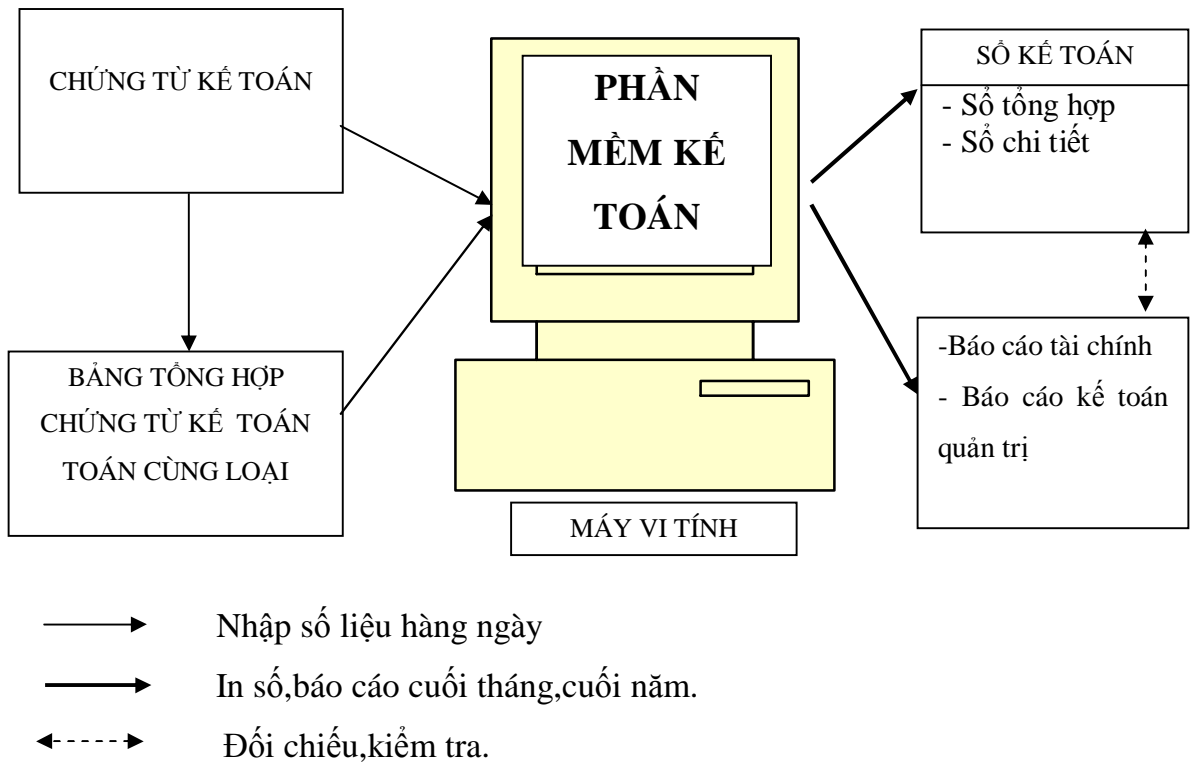 CHỨNG TỪ KẾ TOÁN
BẢNG TỔNG HỢP
CHỨNG TỪ KẾ TOÁN
TOÁN CÙNG LOẠI
PHẦN
MỀM KẾ
TOÁN
MÁY VI TÍNH
SỔ KẾ TOÁN
- Sổ tổng hợp
- Sổ chi tiết
-Báo cáo tài chính
- Báo cáo kế toán
quản trị
Nhập số liệu hàng ngày
In số,báo cáo cuối tháng,cuối năm.
Đối chiếu,kiểm tra.